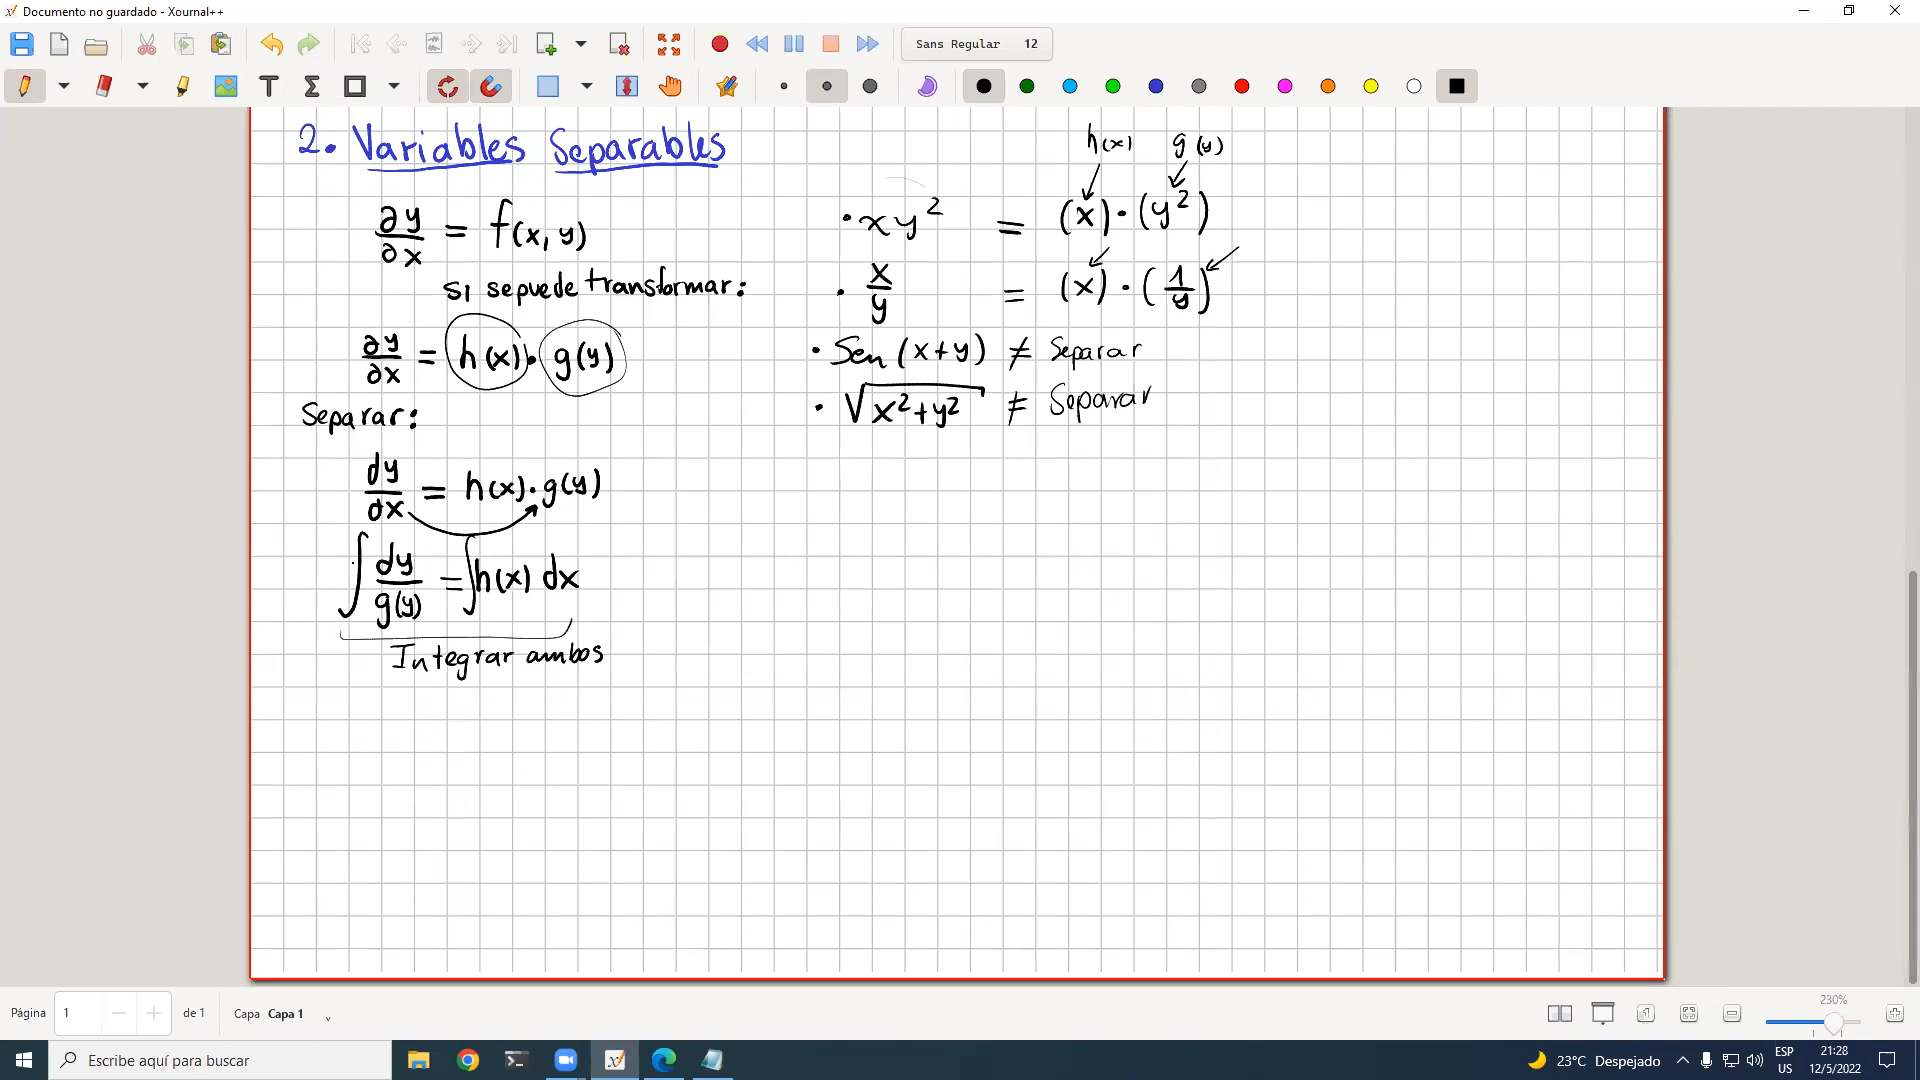 Documento no guardado - Xournal++
Sans Regular 12
2. Variables Separables
∂y/∂x = f(x, y)
si sepuede transformar:
∂y/∂x = h(x) · g(y)
Separar:
dy/dx = h(x) · g(y)
∫ dy/g(y) = ∫ h(x) dx
Integrar ambos
h(x) g(y)
· xy² = (x) · (y²)
· x/y = (x) · (1/y)
· Sen (x+y) ≠ Separar
· √x²+y² ≠ Separar
Página 1 de 1 Capa Capa 1
230%
Escribe aquí para buscar
23°C Despejado
ESP
US
21:28
12/5/2022